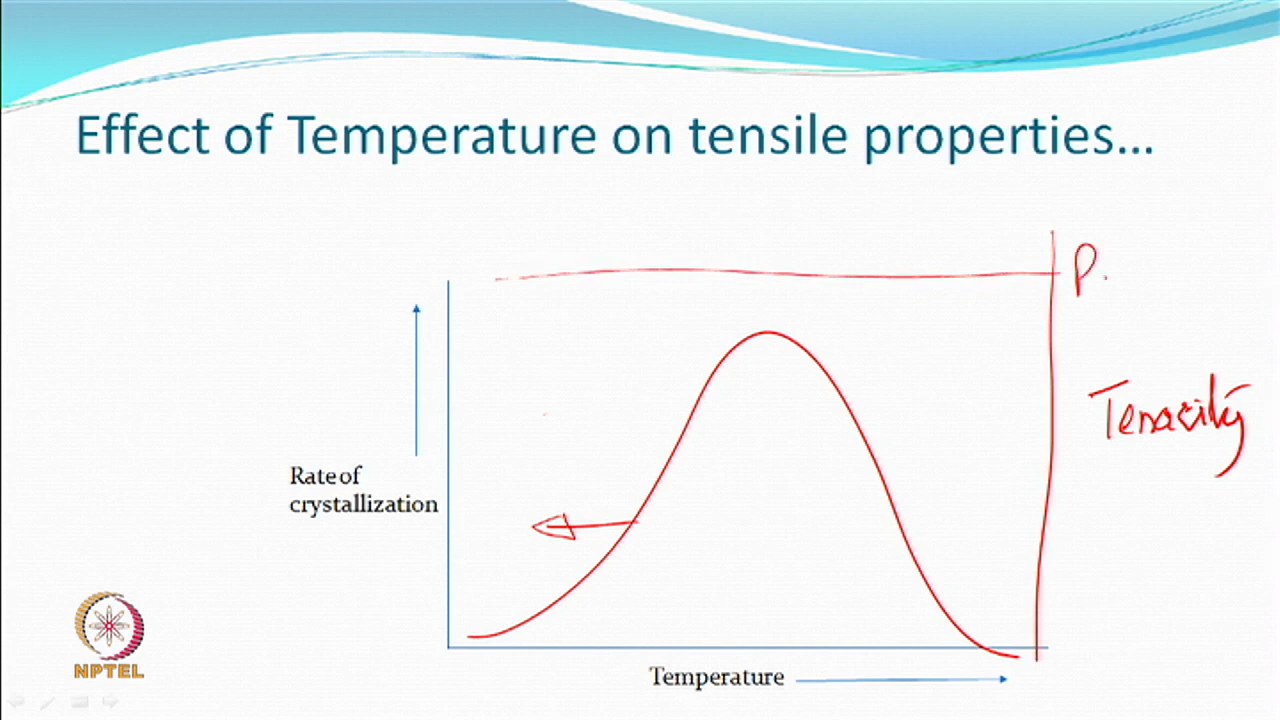 Effect of Temperature on tensile properties...
P.
Tenacity
Rate of
crystallization
Temperature
NPTEL